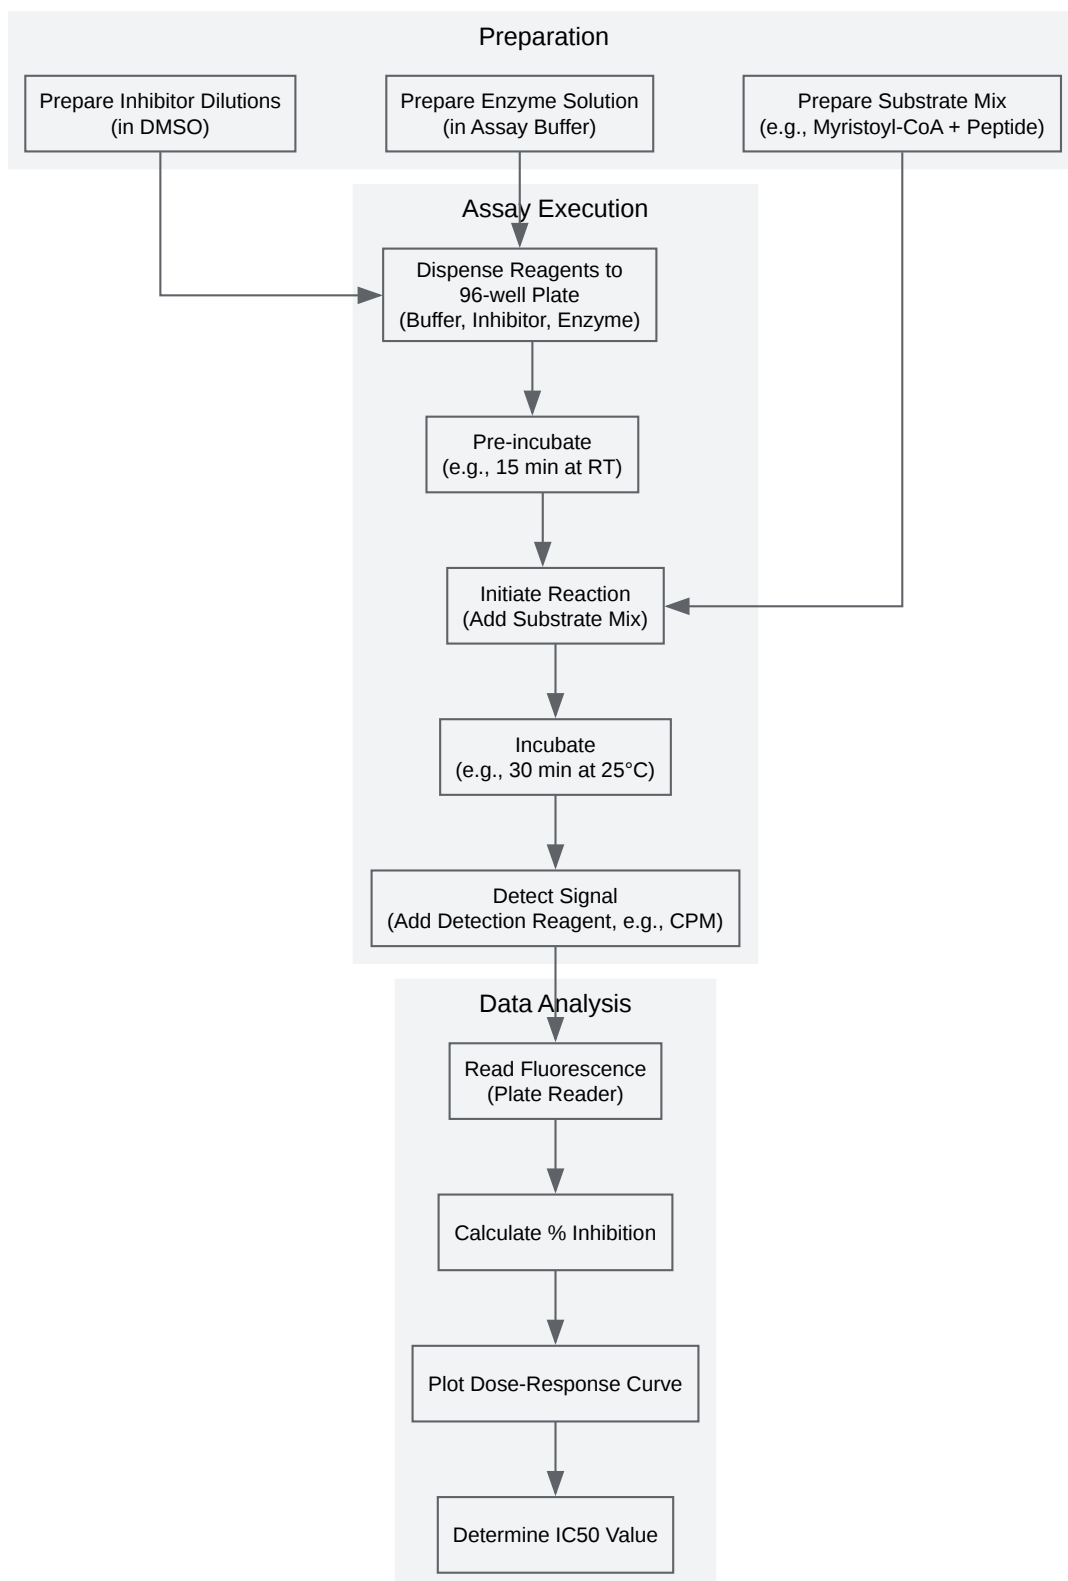 Preparation
Prepare Inhibitor Dilutions
(in DMSO)
Prepare Enzyme Solution
(in Assay Buffer)
Prepare Substrate Mix
(e.g., Myristoyl-CoA + Peptide)
Assay Execution
Dispense Reagents to
96-well Plate
(Buffer, Inhibitor, Enzyme)
Pre-incubate
(e.g., 15 min at RT)
Initiate Reaction
(Add Substrate Mix)
Incubate
(e.g., 30 min at 25°C)
Detect Signal
(Add Detection Reagent, e.g., CPM)
Data Analysis
Read Fluorescence
(Plate Reader)
Calculate % Inhibition
Plot Dose-Response Curve
Determine IC50 Value